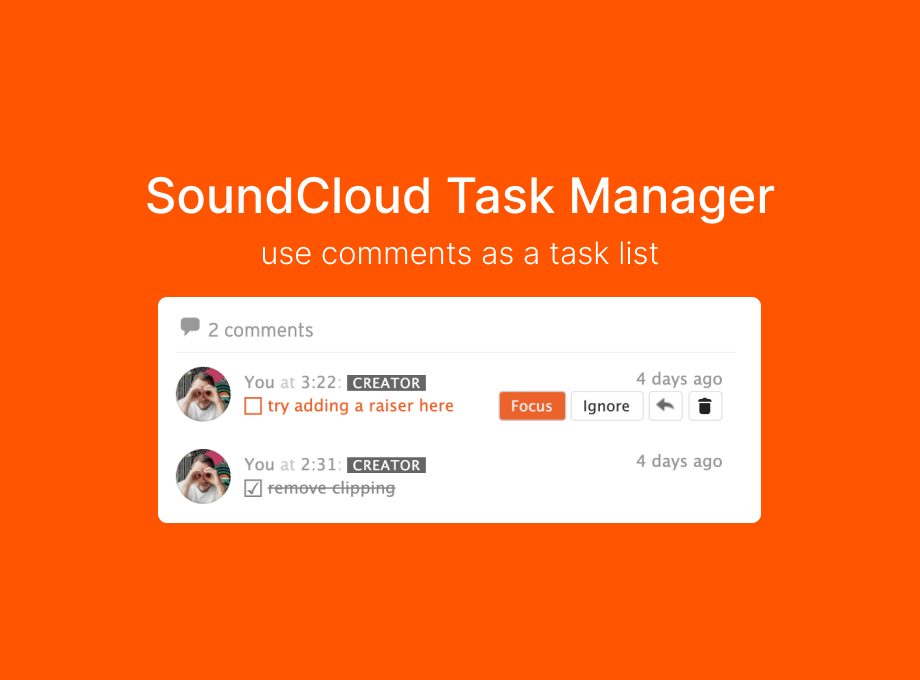 SoundCloud Task Manager
use comments as a task list
2 comments
You at 3:22: CREATOR 4 days ago
try adding a raiser here Focus Ignore
You at 2:31: CREATOR 4 days ago
remove clipping